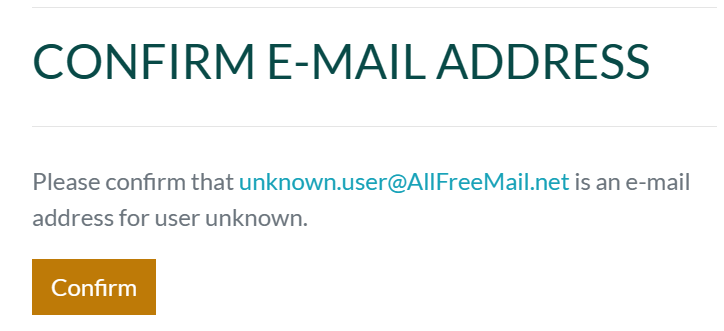 CONFIRM E-MAIL ADDRESS
Please confirm that unknown.user@AllFreeMail.net is an e-mail
address for user unknown.
Confirm